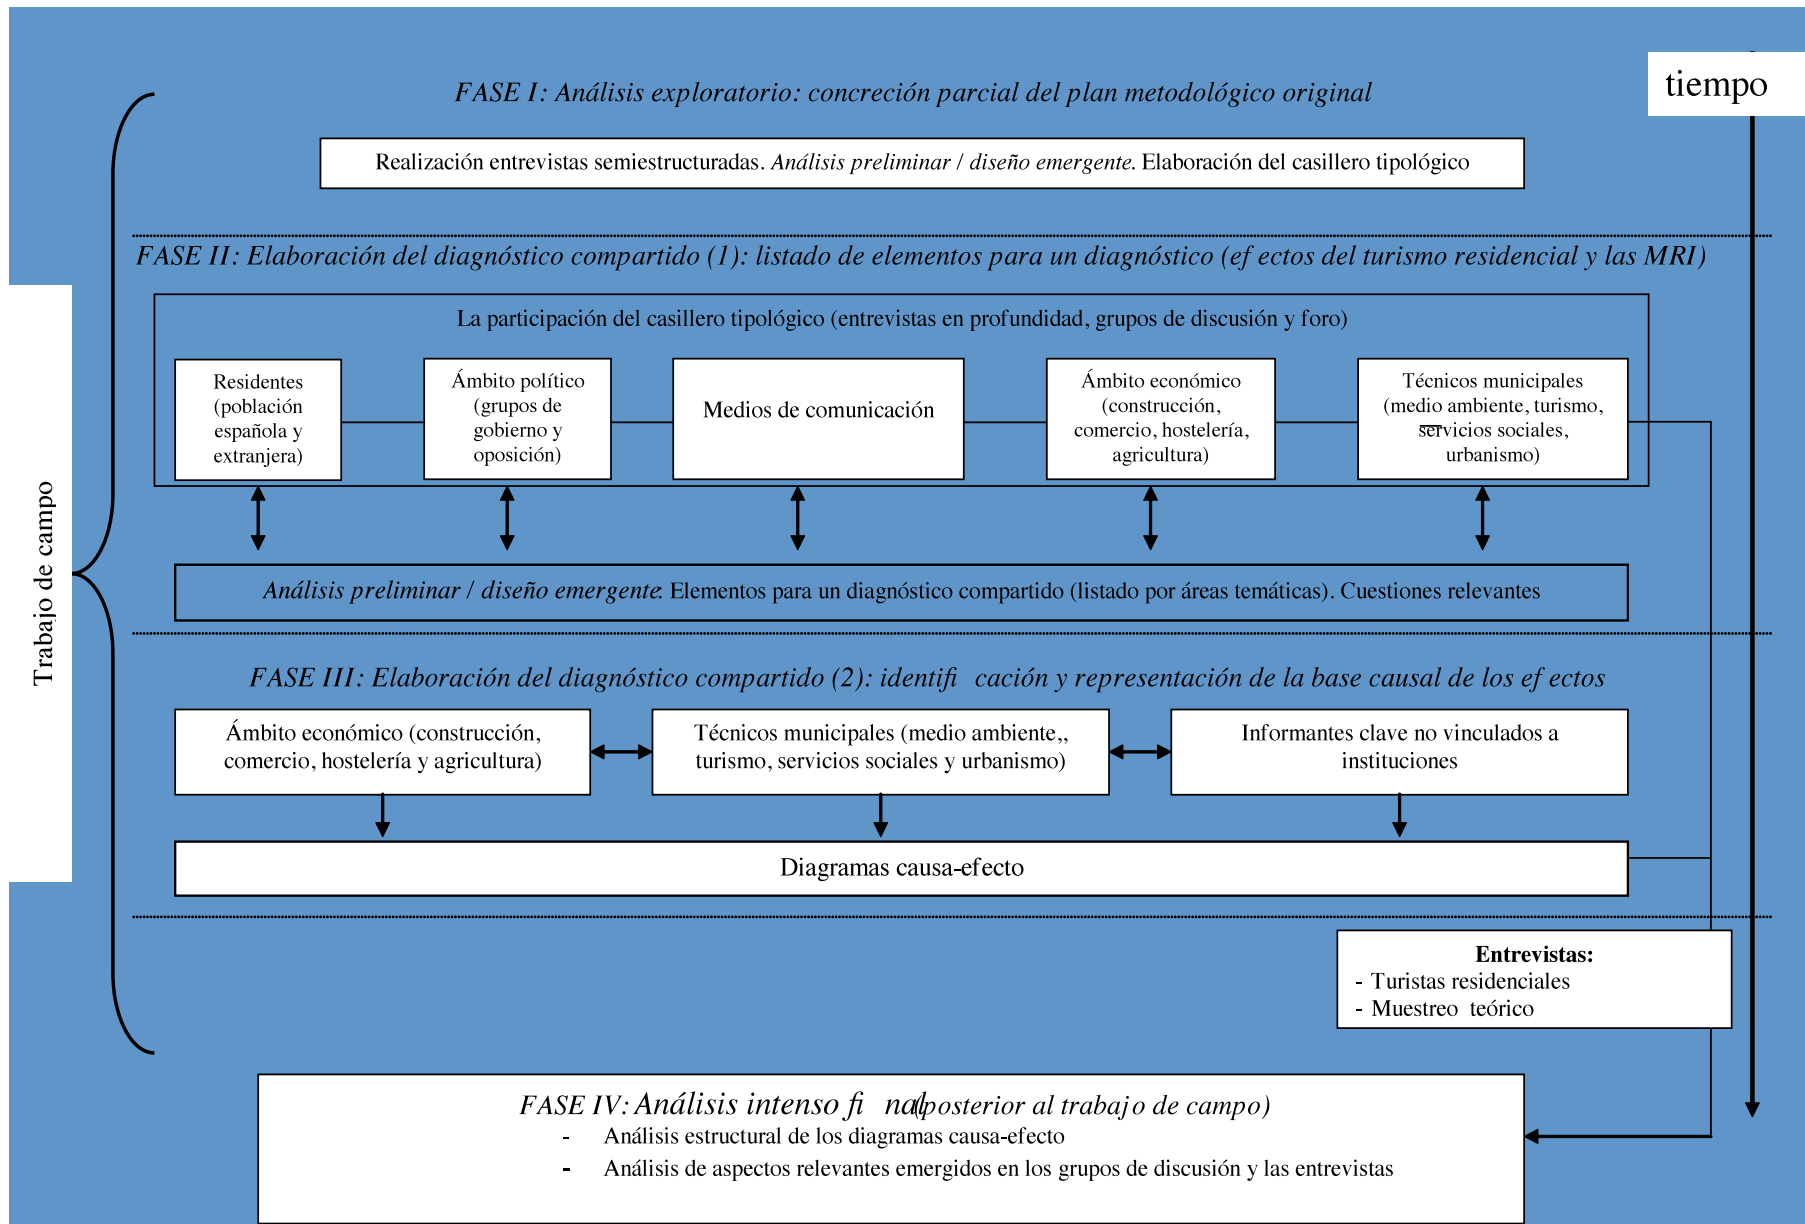 tiempo
FASE I: Análisis exploratorio: concreción parcial del plan metodológico original
Realización entrevistas semiestructuradas. Análisis preliminar / diseño emergente. Elaboración del casillero tipológico
FASE II: Elaboración del diagnóstico compartido (1): listado de elementos para un diagnóstico (ef ectos del turismo residencial y las MRI)
La participación del casillero tipológico (entrevistas en profundidad, grupos de discusión y foro)
Residentes
(población
española y
extranjera)
Ámbito político
(grupos de
gobierno y
oposición)
Medios de comunicación
Ámbito económico
(construcción,
comercio, hostelería,
agricultura)
Técnicos municipales
(medio ambiente, turismo,
servicios sociales,
urbanismo)
Trabajo de campo
Análisis preliminar / diseño emergente: Elementos para un diagnóstico compartido (listado por áreas temáticas). Cuestiones relevantes
FASE III: Elaboración del diagnóstico compartido (2): identifi cación y representación de la base causal de los ef ectos
Ámbito económico (construcción,
comercio, hostelería y agricultura)
Técnicos municipales (medio ambiente,,
turismo, servicios sociales y urbanismo)
Informantes clave no vinculados a
instituciones
Diagramas causa-efecto
Entrevistas:
- Turistas residenciales
- Muestreo teórico
FASE IV: Análisis intenso fi nal (posterior al trabajo de campo)
- Análisis estructural de los diagramas causa-efecto
- Análisis de aspectos relevantes emergidos en los grupos de discusión y las entrevistas